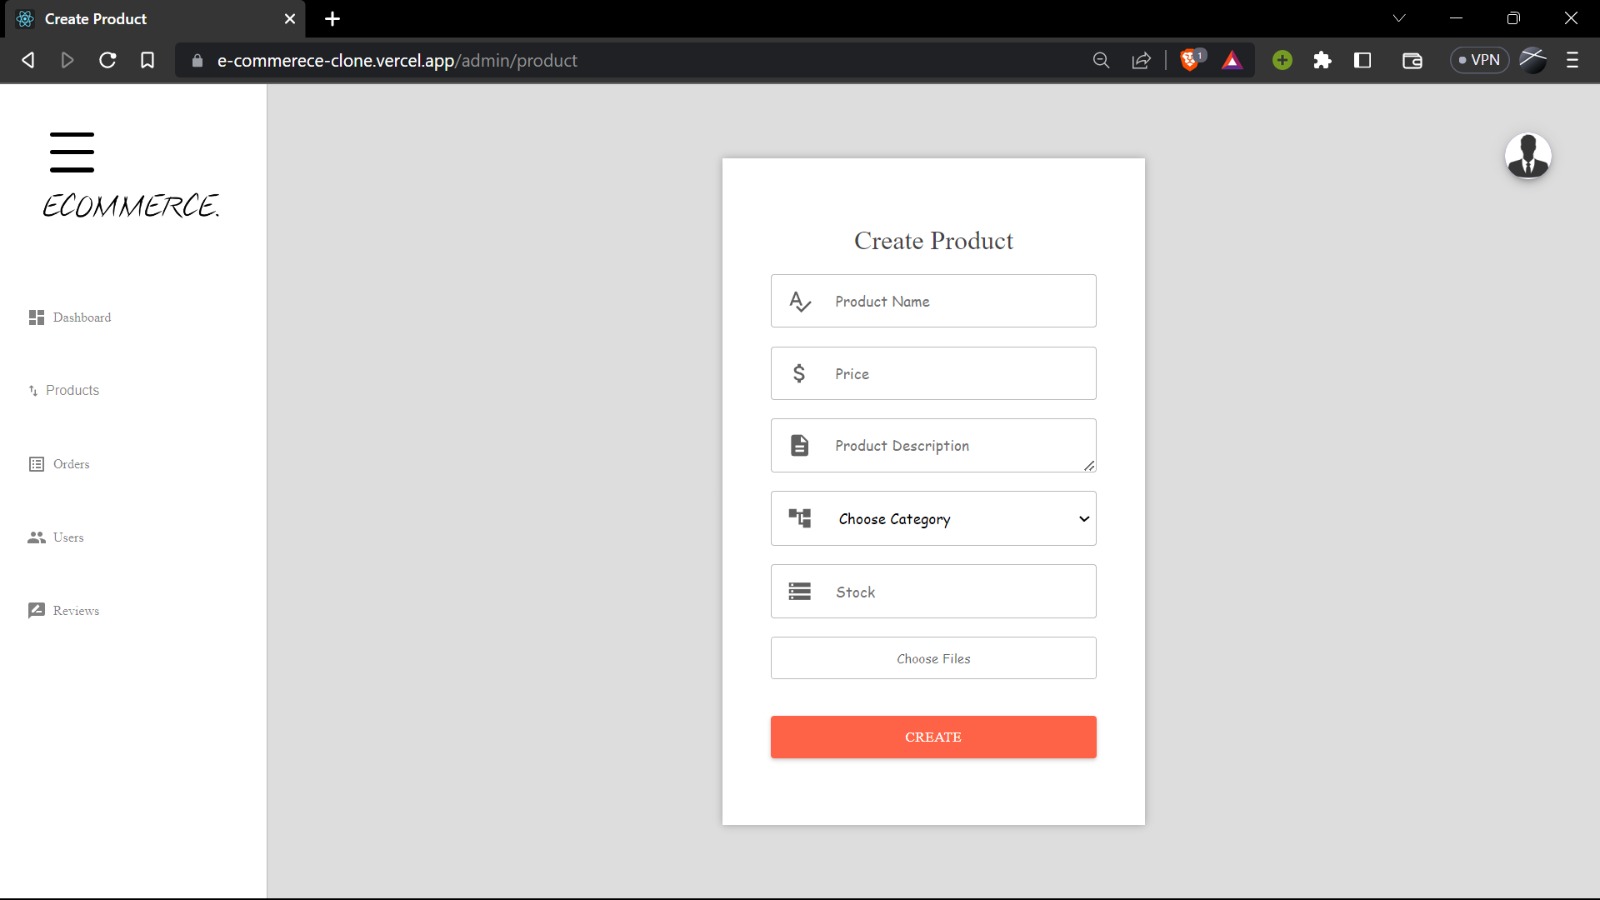 Create Product
e-commerece-clone.vercel.app/admin/product
1
VPN
ECOMMERCE.
Dashboard
Products
Orders
Users
Reviews
Create Product
Product Name
Price
Product Description
Choose Category
Stock
Choose Files
CREATE